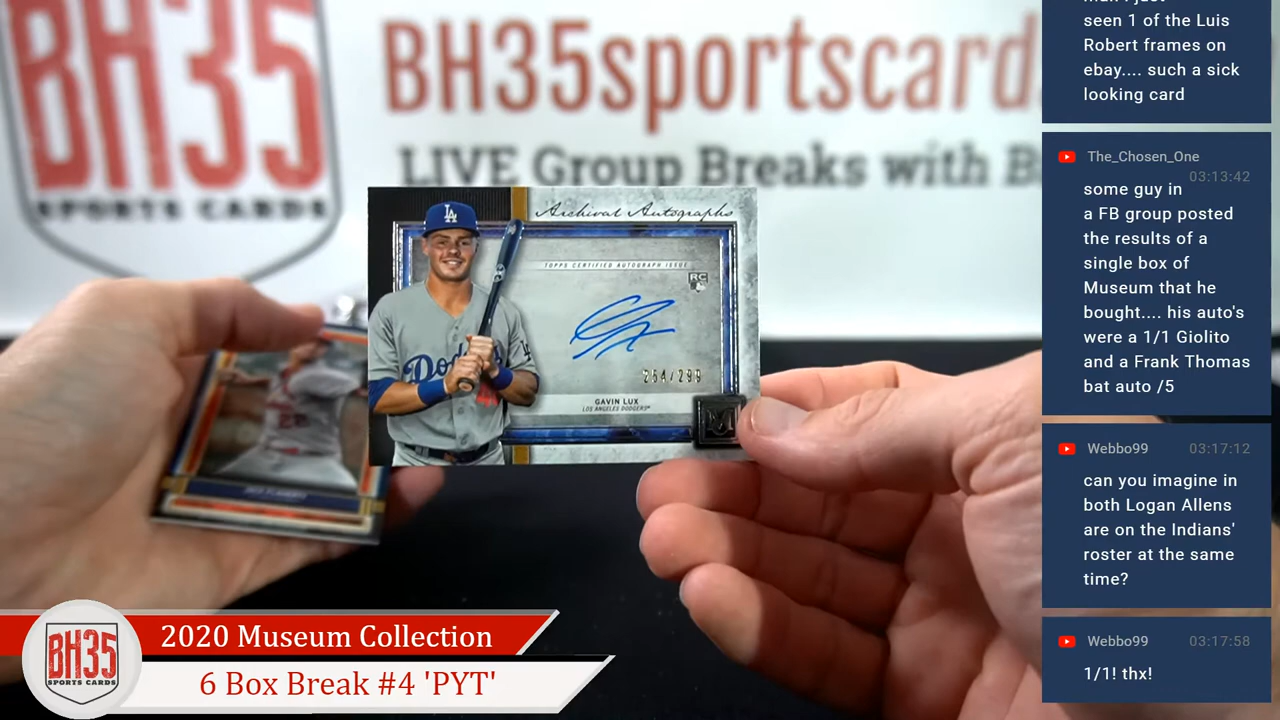 BH35
SPORTS CARDS
BH35sportscard
LIVE Group Breaks with B
Archival Autographs
TOPPS CERTIFIED AUTOGRAPH ISSUE
RC
LA
Dod
254/299
GAVIN LUX
LOS ANGELES DODGERS
M
BH35
SPORTS CARDS
2020 Museum Collection
6 Box Break #4 'PYT'
seen 1 of the Luis
Robert frames on
ebay.... such a sick
looking card
The_Chosen_One
03:13:42
some guy in
a FB group posted
the results of a
single box of
Museum that he
bought.... his auto's
were a 1/1 Giolito
and a Frank Thomas
bat auto /5
Webbo99 03:17:12
can you imagine in
both Logan Allens
are on the Indians'
roster at the same
time?
Webbo99 03:17:58
1/1! thx!